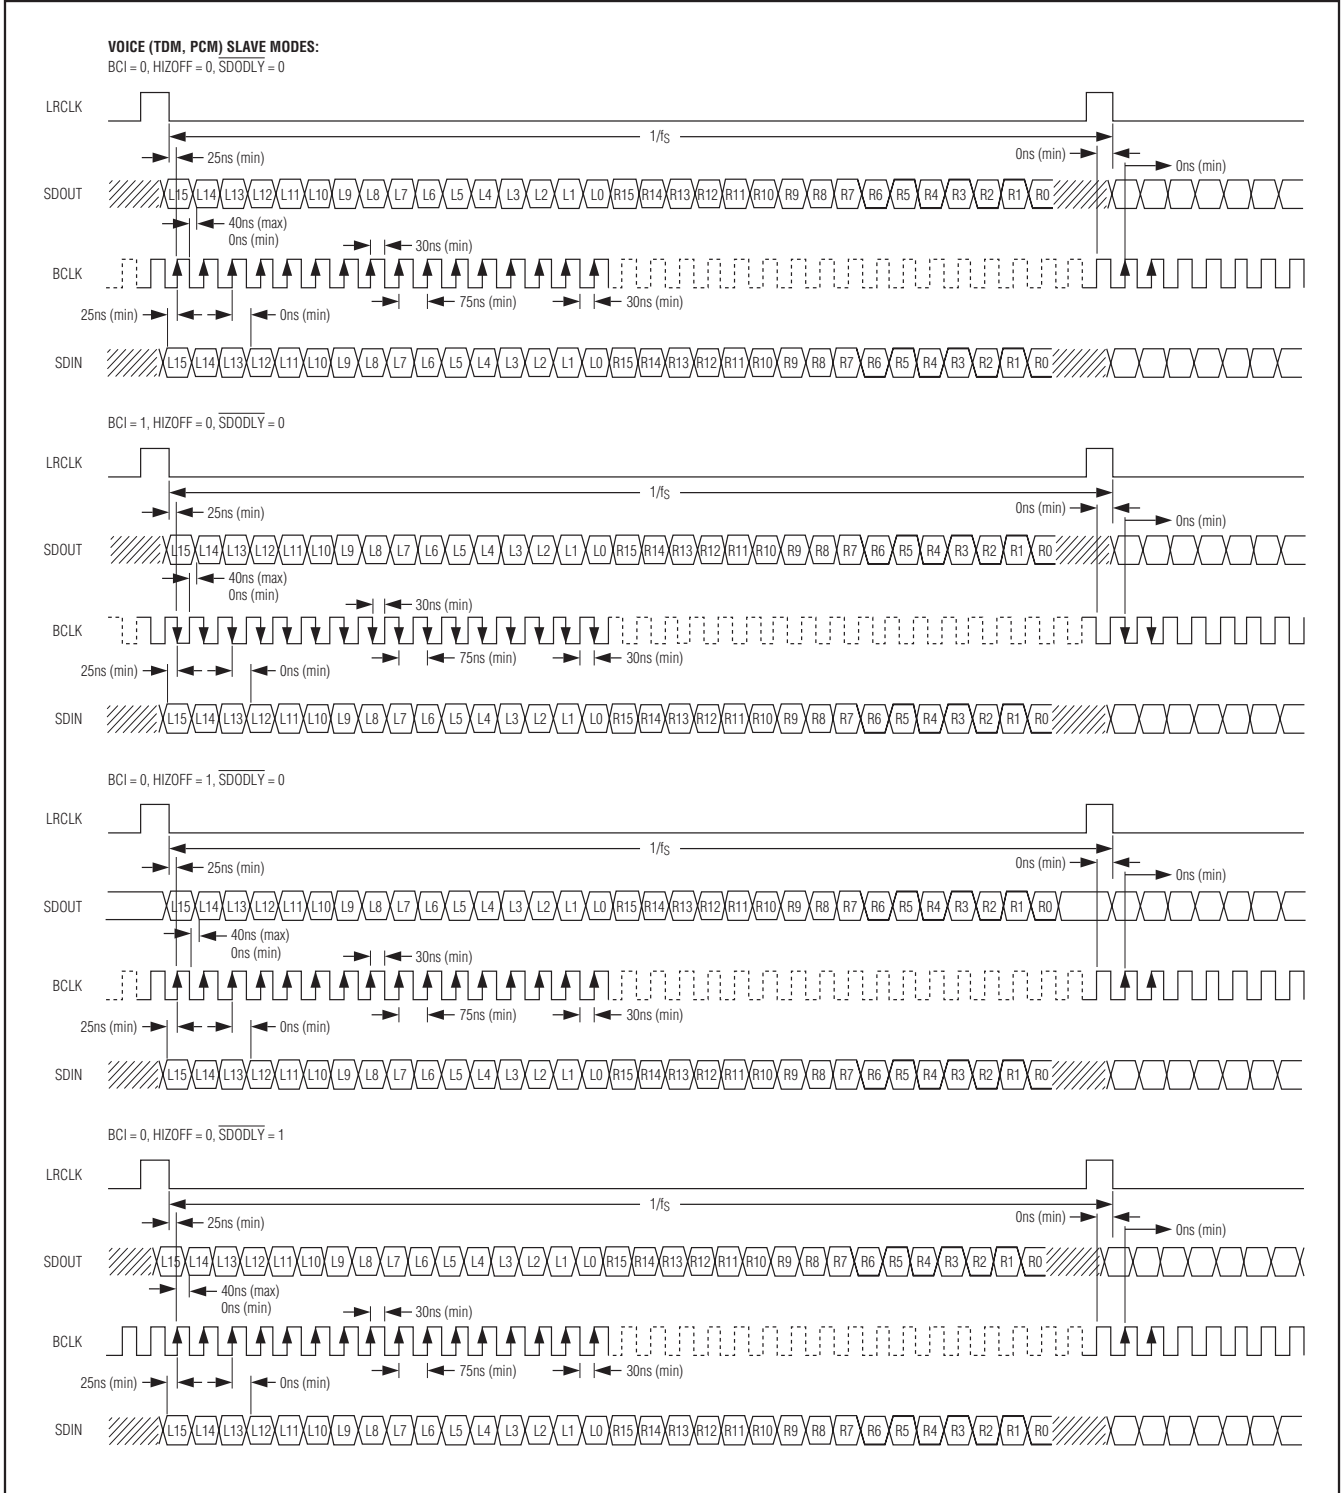 VOICE (TDM, PCM) SLAVE MODES:
BCI = 0, HIZOFF = 0, SDODLY = 0
LRCLK
1/fS
25ns (min)
0ns (min)
0ns (min)
SDOUT
L15 L14 L13 L12 L11 L10 L9 L8 L7 L6 L5 L4 L3 L2 L1 L0 R15 R14 R13 R12 R11 R10 R9 R8 R7 R6 R5 R4 R3 R2 R1 R0
40ns (max)
0ns (min)
30ns (min)
BCLK
25ns (min)
0ns (min)
75ns (min)
30ns (min)
SDIN
L15 L14 L13 L12 L11 L10 L9 L8 L7 L6 L5 L4 L3 L2 L1 L0 R15 R14 R13 R12 R11 R10 R9 R8 R7 R6 R5 R4 R3 R2 R1 R0
BCI = 1, HIZOFF = 0, SDODLY = 0
LRCLK
1/fS
25ns (min)
0ns (min)
0ns (min)
SDOUT
L15 L14 L13 L12 L11 L10 L9 L8 L7 L6 L5 L4 L3 L2 L1 L0 R15 R14 R13 R12 R11 R10 R9 R8 R7 R6 R5 R4 R3 R2 R1 R0
40ns (max)
0ns (min)
30ns (min)
BCLK
25ns (min)
0ns (min)
75ns (min)
30ns (min)
SDIN
L15 L14 L13 L12 L11 L10 L9 L8 L7 L6 L5 L4 L3 L2 L1 L0 R15 R14 R13 R12 R11 R10 R9 R8 R7 R6 R5 R4 R3 R2 R1 R0
BCI = 0, HIZOFF = 1, SDODLY = 0
LRCLK
1/fS
25ns (min)
0ns (min)
0ns (min)
SDOUT
L15 L14 L13 L12 L11 L10 L9 L8 L7 L6 L5 L4 L3 L2 L1 L0 R15 R14 R13 R12 R11 R10 R9 R8 R7 R6 R5 R4 R3 R2 R1 R0
40ns (max)
0ns (min)
30ns (min)
BCLK
25ns (min)
0ns (min)
75ns (min)
30ns (min)
SDIN
L15 L14 L13 L12 L11 L10 L9 L8 L7 L6 L5 L4 L3 L2 L1 L0 R15 R14 R13 R12 R11 R10 R9 R8 R7 R6 R5 R4 R3 R2 R1 R0
BCI = 0, HIZOFF = 0, SDODLY = 1
LRCLK
1/fS
25ns (min)
0ns (min)
0ns (min)
SDOUT
L15 L14 L13 L12 L11 L10 L9 L8 L7 L6 L5 L4 L3 L2 L1 L0 R15 R14 R13 R12 R11 R10 R9 R8 R7 R6 R5 R4 R3 R2 R1 R0
40ns (max)
0ns (min)
30ns (min)
BCLK
25ns (min)
0ns (min)
75ns (min)
30ns (min)
SDIN
L15 L14 L13 L12 L11 L10 L9 L8 L7 L6 L5 L4 L3 L2 L1 L0 R15 R14 R13 R12 R11 R10 R9 R8 R7 R6 R5 R4 R3 R2 R1 R0